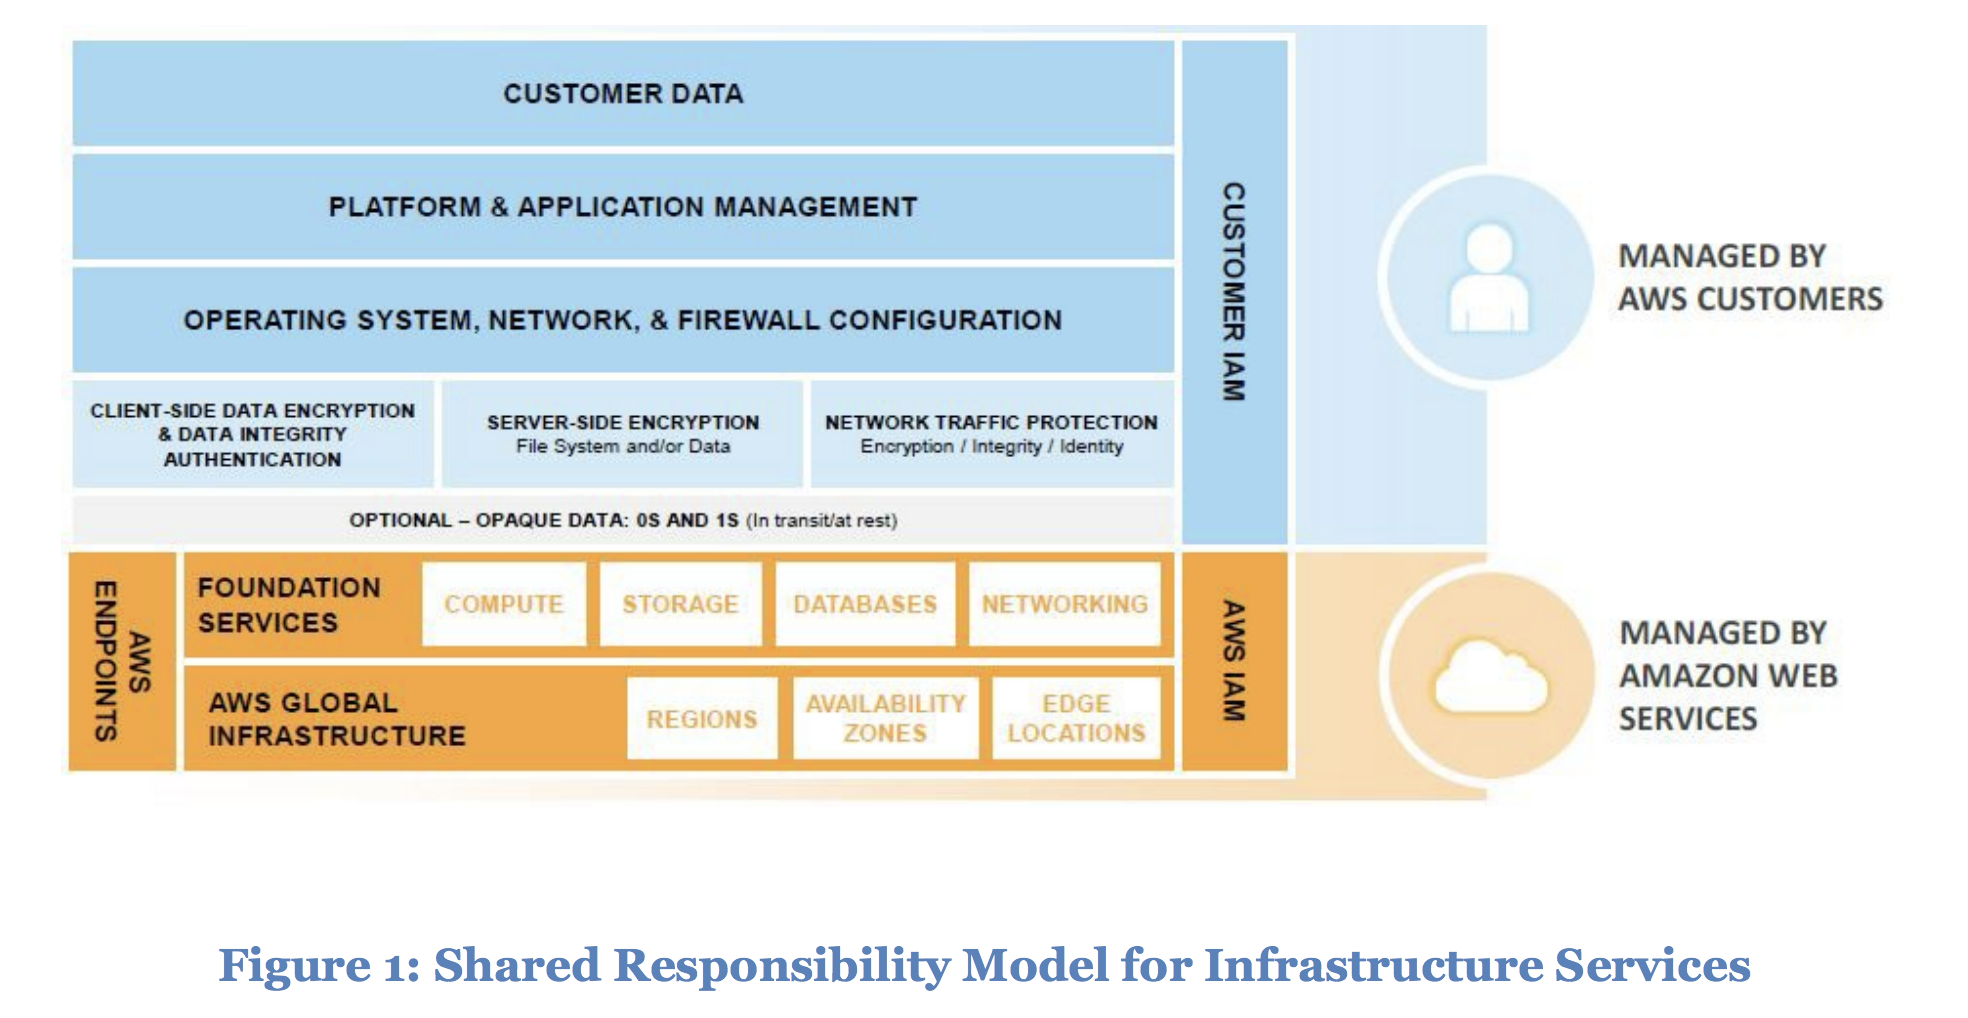 CUSTOMER DATA
PLATFORM & APPLICATION MANAGEMENT
OPERATING SYSTEM, NETWORK, & FIREWALL CONFIGURATION
CLIENT-SIDE DATA ENCRYPTION
& DATA INTEGRITY
AUTHENTICATION
SERVER-SIDE ENCRYPTION
File System and/or Data
NETWORK TRAFFIC PROTECTION
Encryption / Integrity / Identity
OPTIONAL – OPAQUE DATA: 0S AND 1S (In transit/at rest)
CUSTOMER IAM
MANAGED BY
AWS CUSTOMERS
AWS
ENDPOINTS
FOUNDATION
SERVICES
COMPUTE
STORAGE
DATABASES
NETWORKING
AWS GLOBAL
INFRASTRUCTURE
REGIONS
AVAILABILITY
ZONES
EDGE
LOCATIONS
AWS IAM
MANAGED BY
AMAZON WEB
SERVICES
Figure 1: Shared Responsibility Model for Infrastructure Services